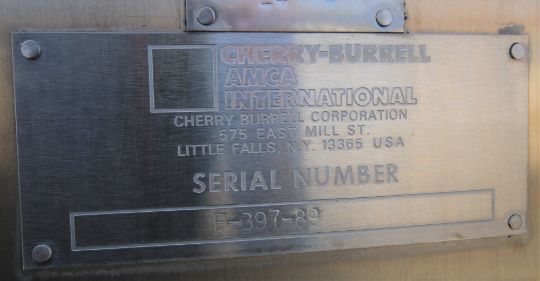 CHERRY-BURRELL
AMCA
INTERNATIONAL
CHERRY-BURRELL CORPORATION
575 EAST MILL ST.
LITTLE FALLS, N.Y. 13365 USA
SERIAL NUMBER
E-397-89